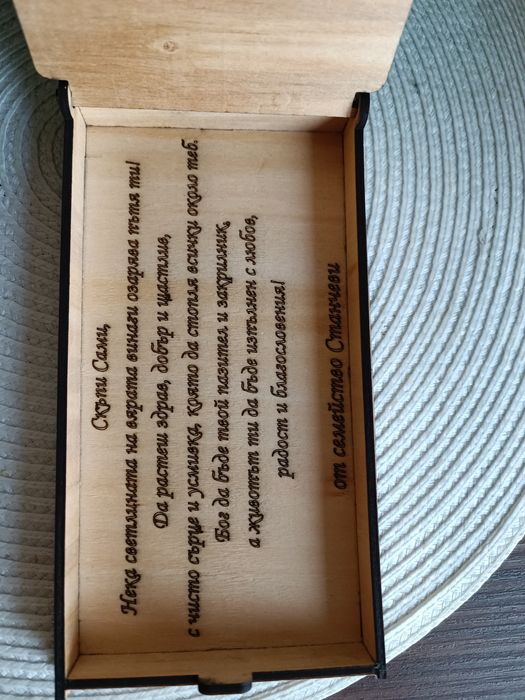 Скъпи Сами,
Нека светлината на вярата винаги озарява пътя ти!
Да растеш здрав, добър и щастлив,
с чисто сърце и усмивка, която да стопля всички около теб.
Бог да бъде твой пазител и закрилник,
а животът ти да бъде изпълнен с любов,
радост и благословения!
от семейство Станчеви